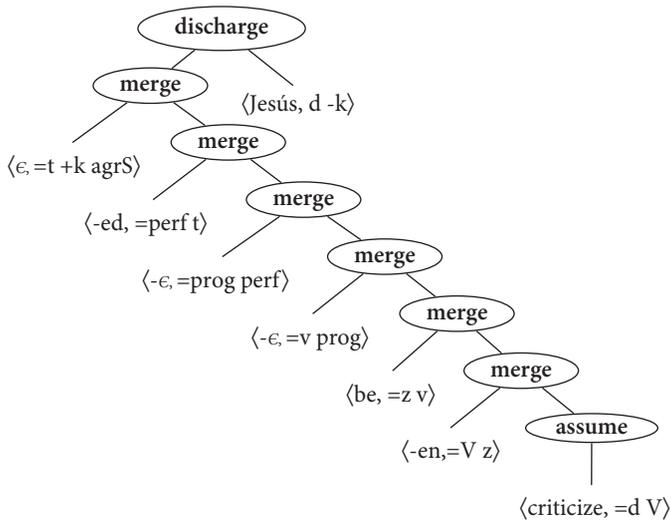 discharge
merge
⟨Jesús, d -k⟩
merge
⟨ϵ, =t +k agrS⟩
merge
⟨-ed, =perf t⟩
merge
⟨-ϵ, =prog perf⟩
merge
⟨-ϵ, =v prog⟩
merge
⟨be, =z v⟩
assume
⟨-en,=V z⟩
⟨criticize, =d V⟩